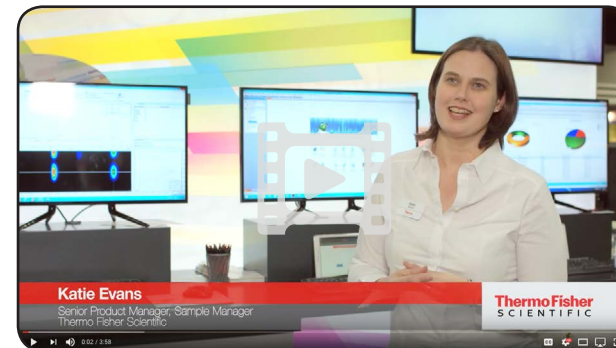 Katie Evans
Senior Product Manager, Sample Manager
Thermo Fisher Scientific
ThermoFisher
SCIENTIFIC
0:02 / 3:58